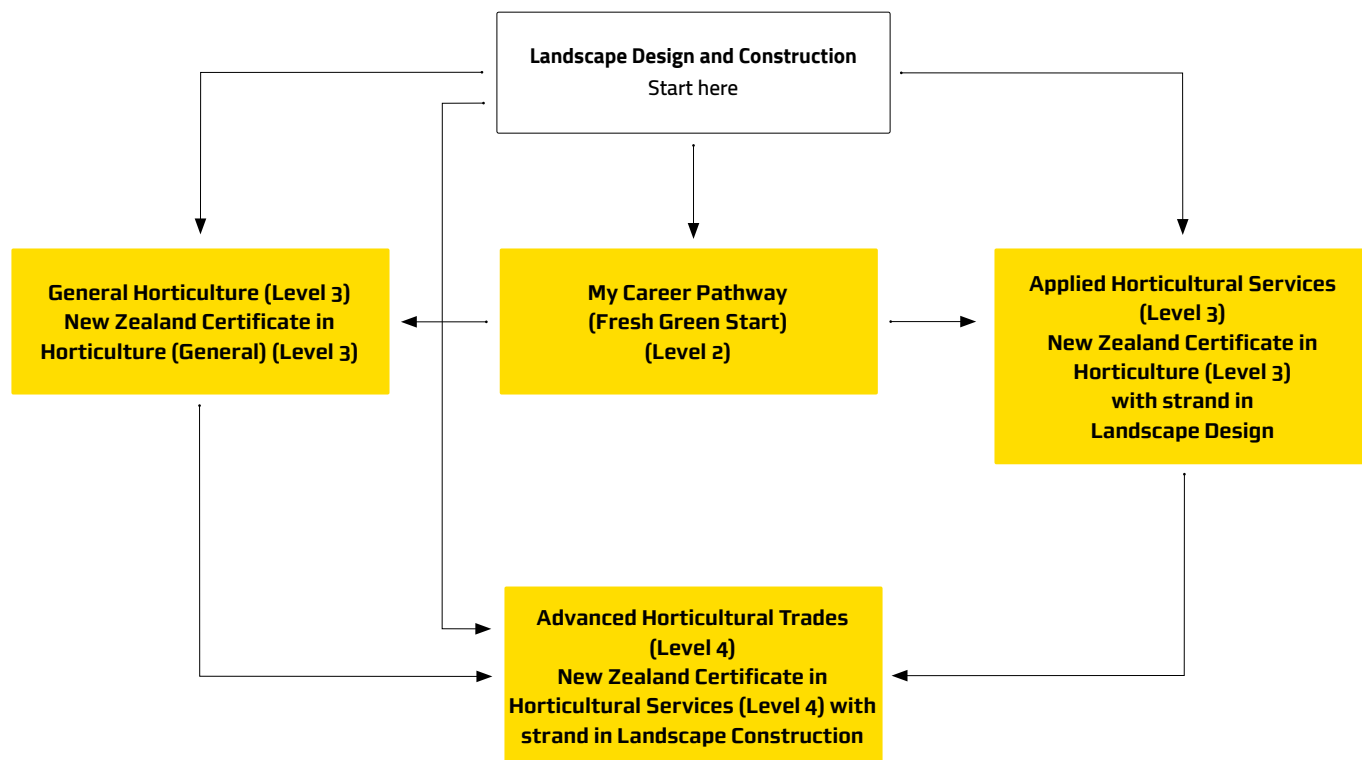 Landscape Design and Construction
Start here
General Horticulture (Level 3)
New Zealand Certificate in
Horticulture (General) (Level 3)
My Career Pathway
(Fresh Green Start)
(Level 2)
Applied Horticultural Services
(Level 3)
New Zealand Certificate in
Horticulture (Level 3)
with strand in
Landscape Design
Advanced Horticultural Trades
(Level 4)
New Zealand Certificate in
Horticultural Services (Level 4) with
strand in Landscape Construction